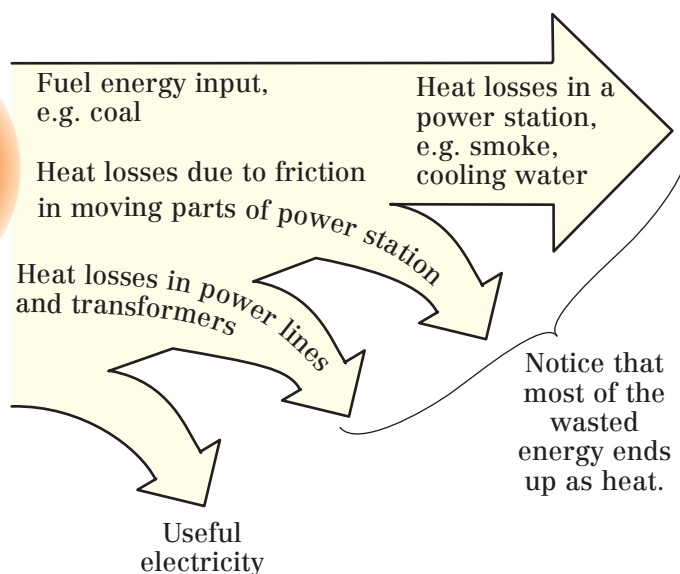 Fuel energy input,
e.g. coal
Heat losses in a
power station,
e.g. smoke,
cooling water
Heat losses due to friction
in moving parts of power station
Heat losses in power lines
and transformers
Notice that
most of the
wasted
energy ends
up as heat.
Useful
electricity